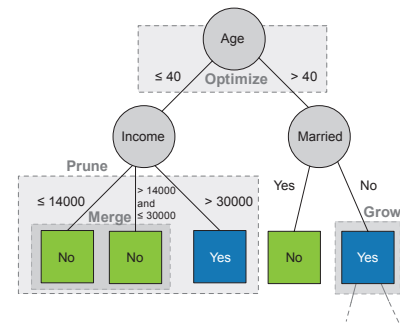 Age
≤ 40
Optimize
> 40
Income
Married
Prune
≤ 14000
> 14000
and
≤ 30000
> 30000
Yes
No
Merge
Grow
No
No
Yes
No
Yes